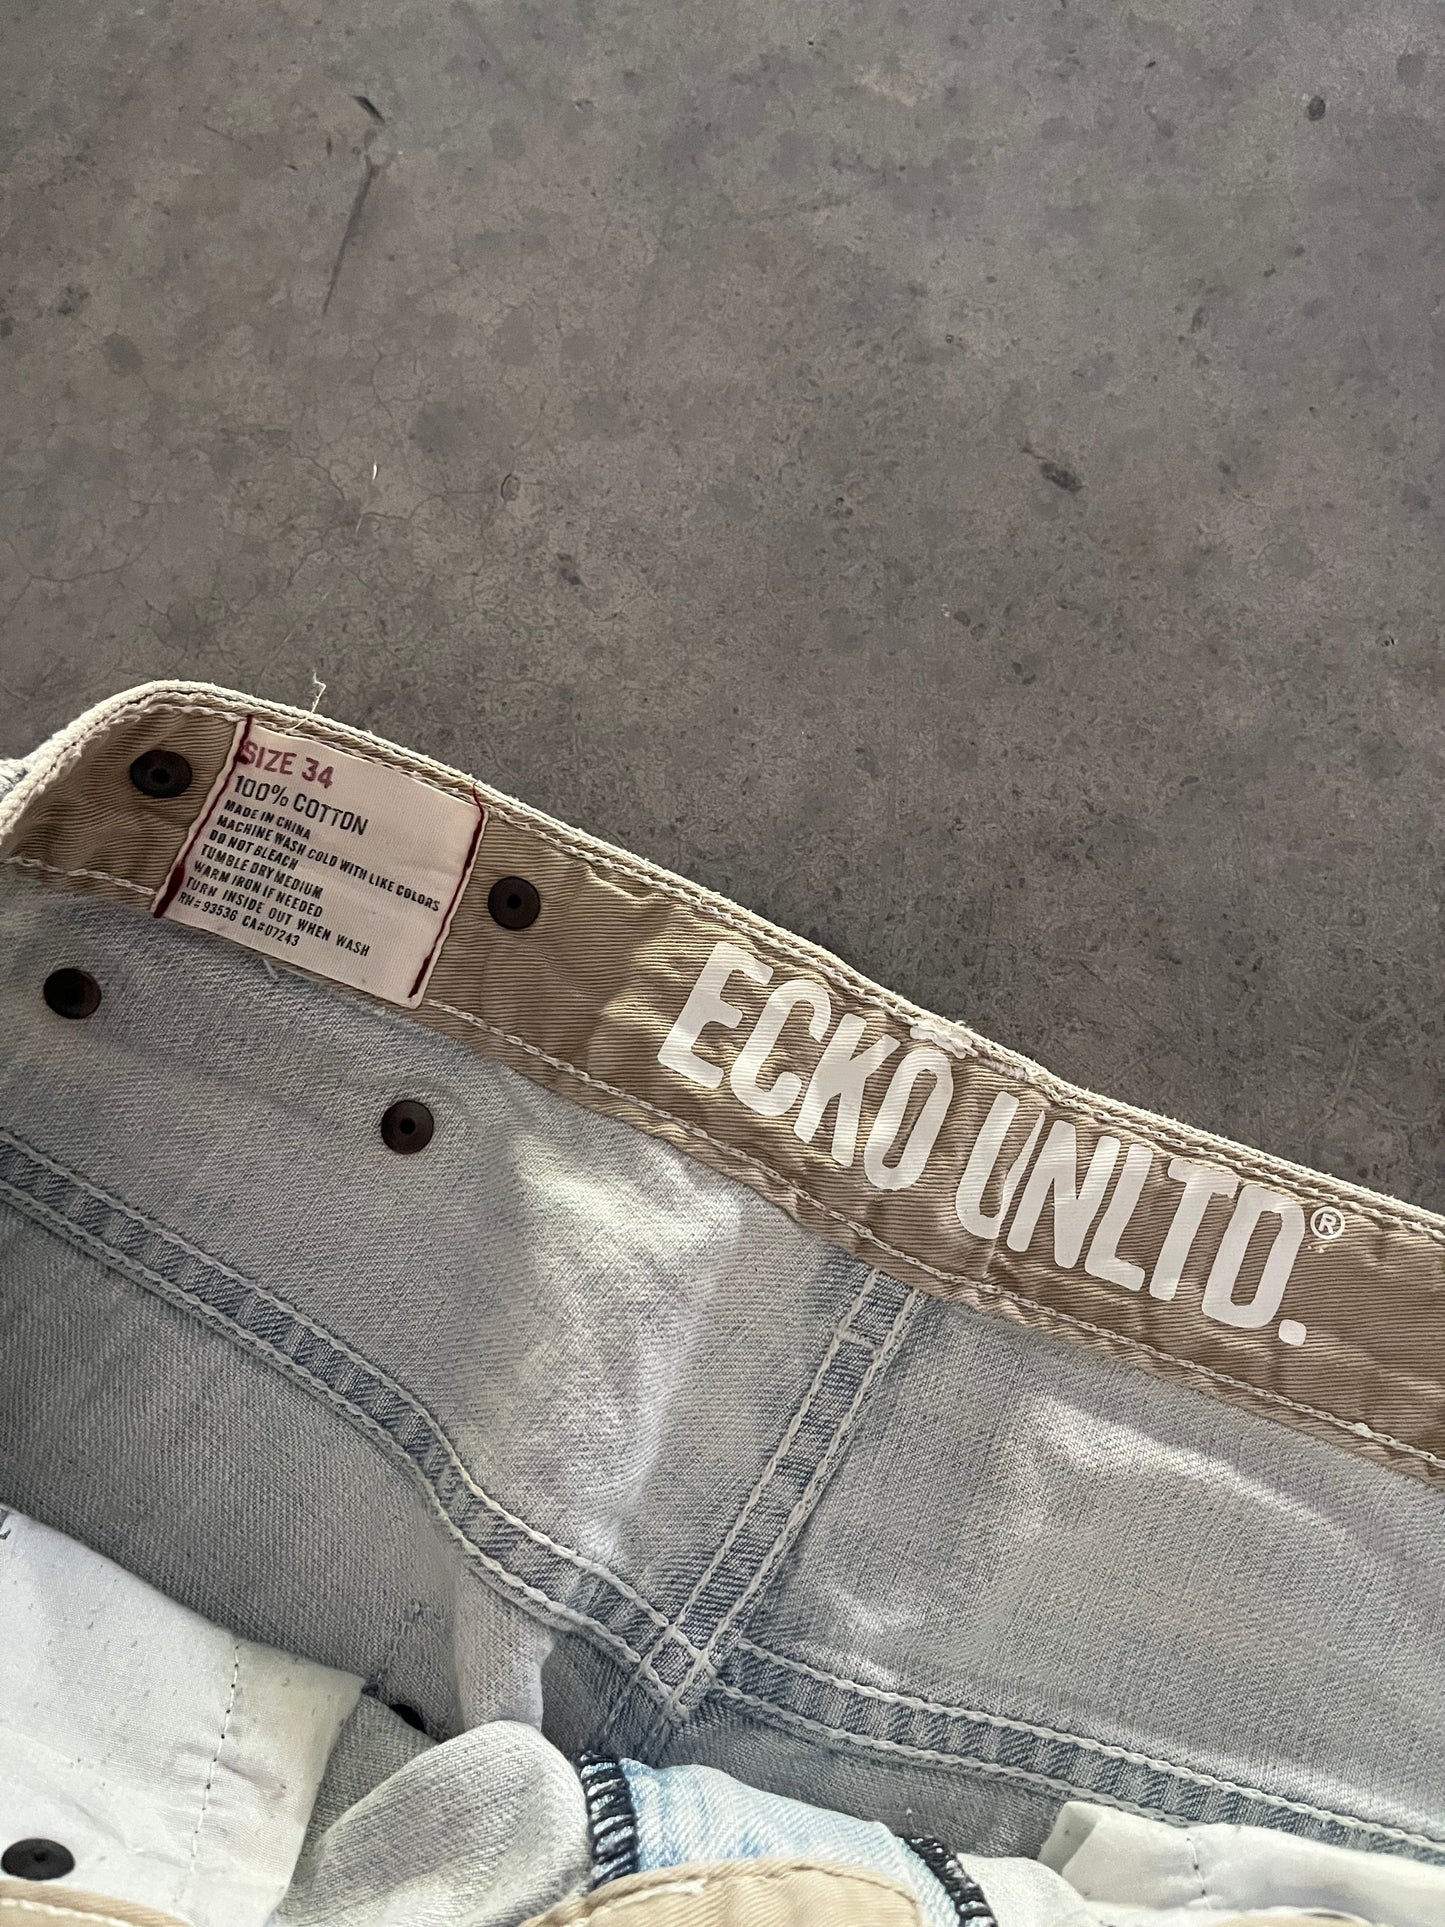 SIZE 34
100% COTTON
MADE IN CHINA
MACHINE WASH COLD WITH LIKE COLORS
DO NOT BLEACH
TUMBLE DRY MEDIUM
WARM IRON IF NEEDED
TURN INSIDE OUT WHEN WASH
RN# 93536 CA#07243
ECKO UNLTD.®